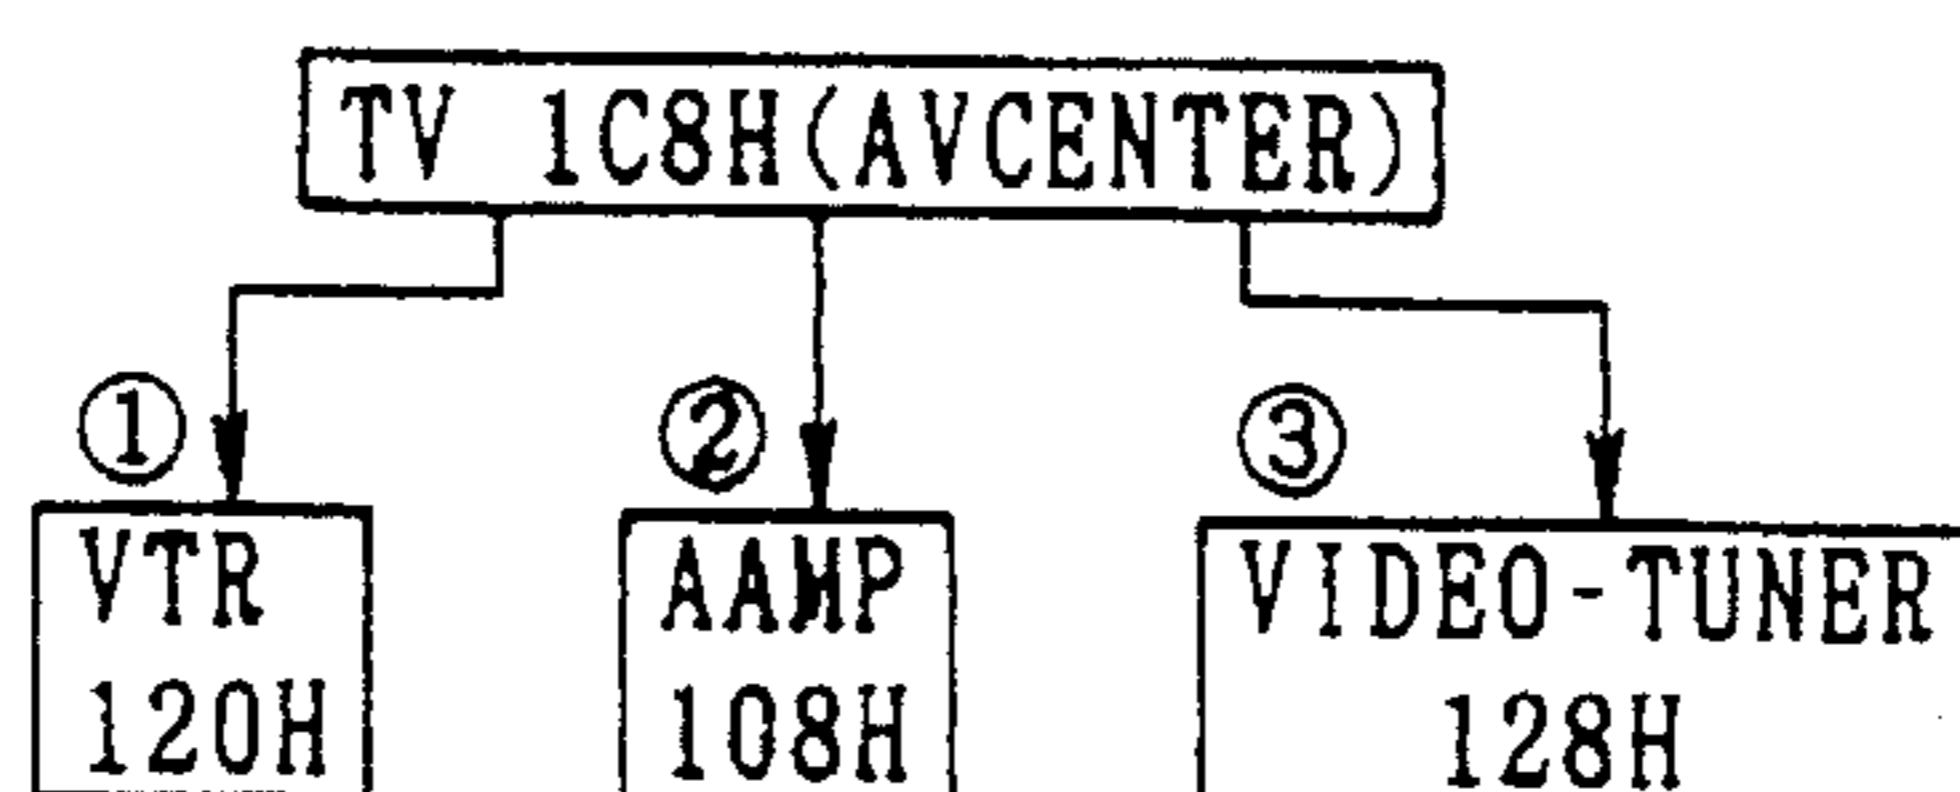 TV 1C8H(AVCENTER)
① ② ③
VTR AAMP VIDEO-TUNER
120H 108H 128H